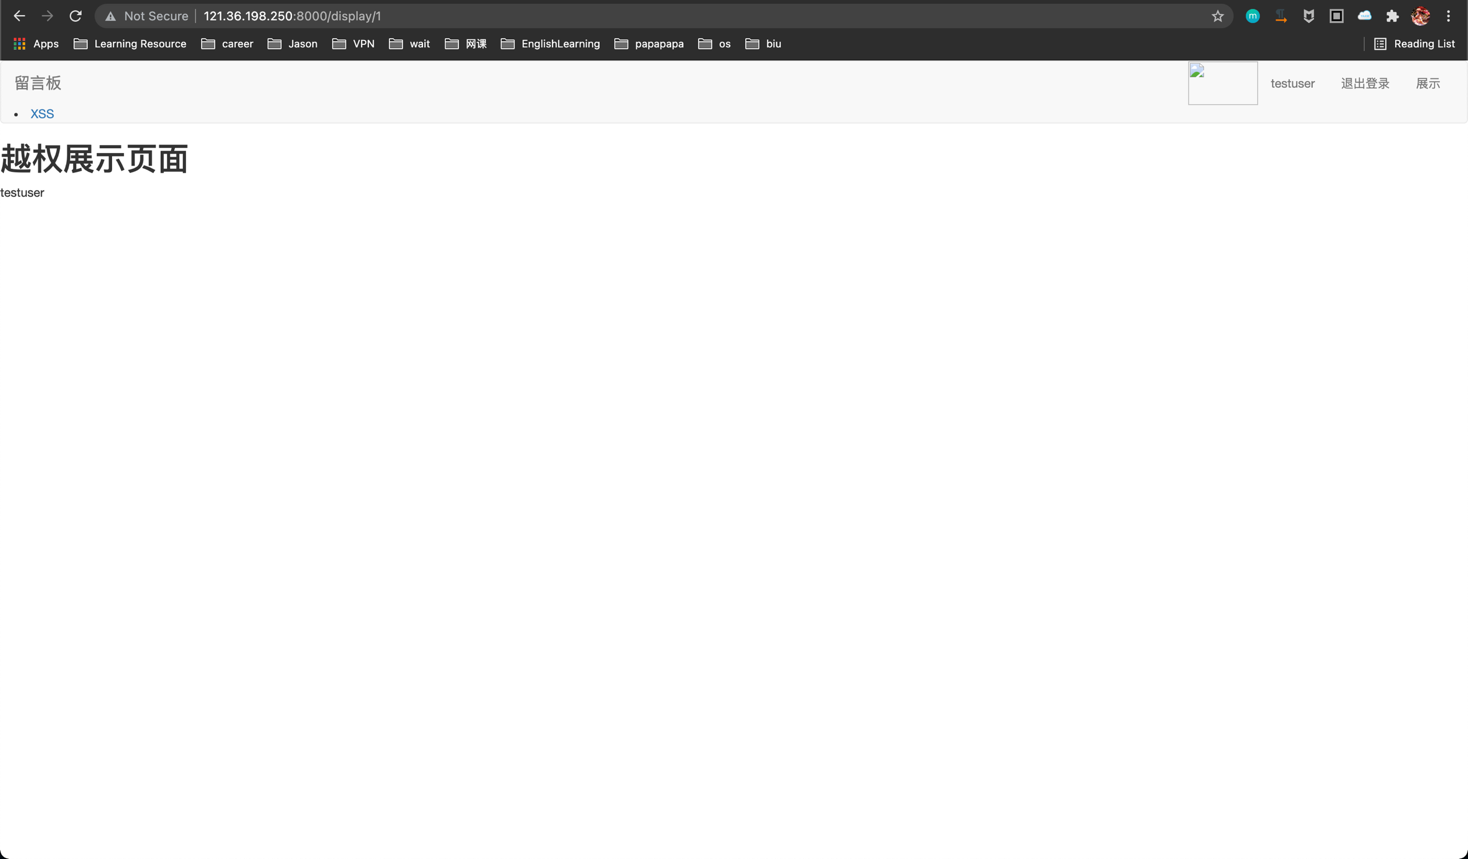 Not Secure 121.36.198.250:8000/display/1
Apps Learning Resource career Jason VPN wait 网课 EnglishLearning papapapa os biu Reading List
留言板 testuser 退出登录 展示
• XSS
越权展示页面
testuser